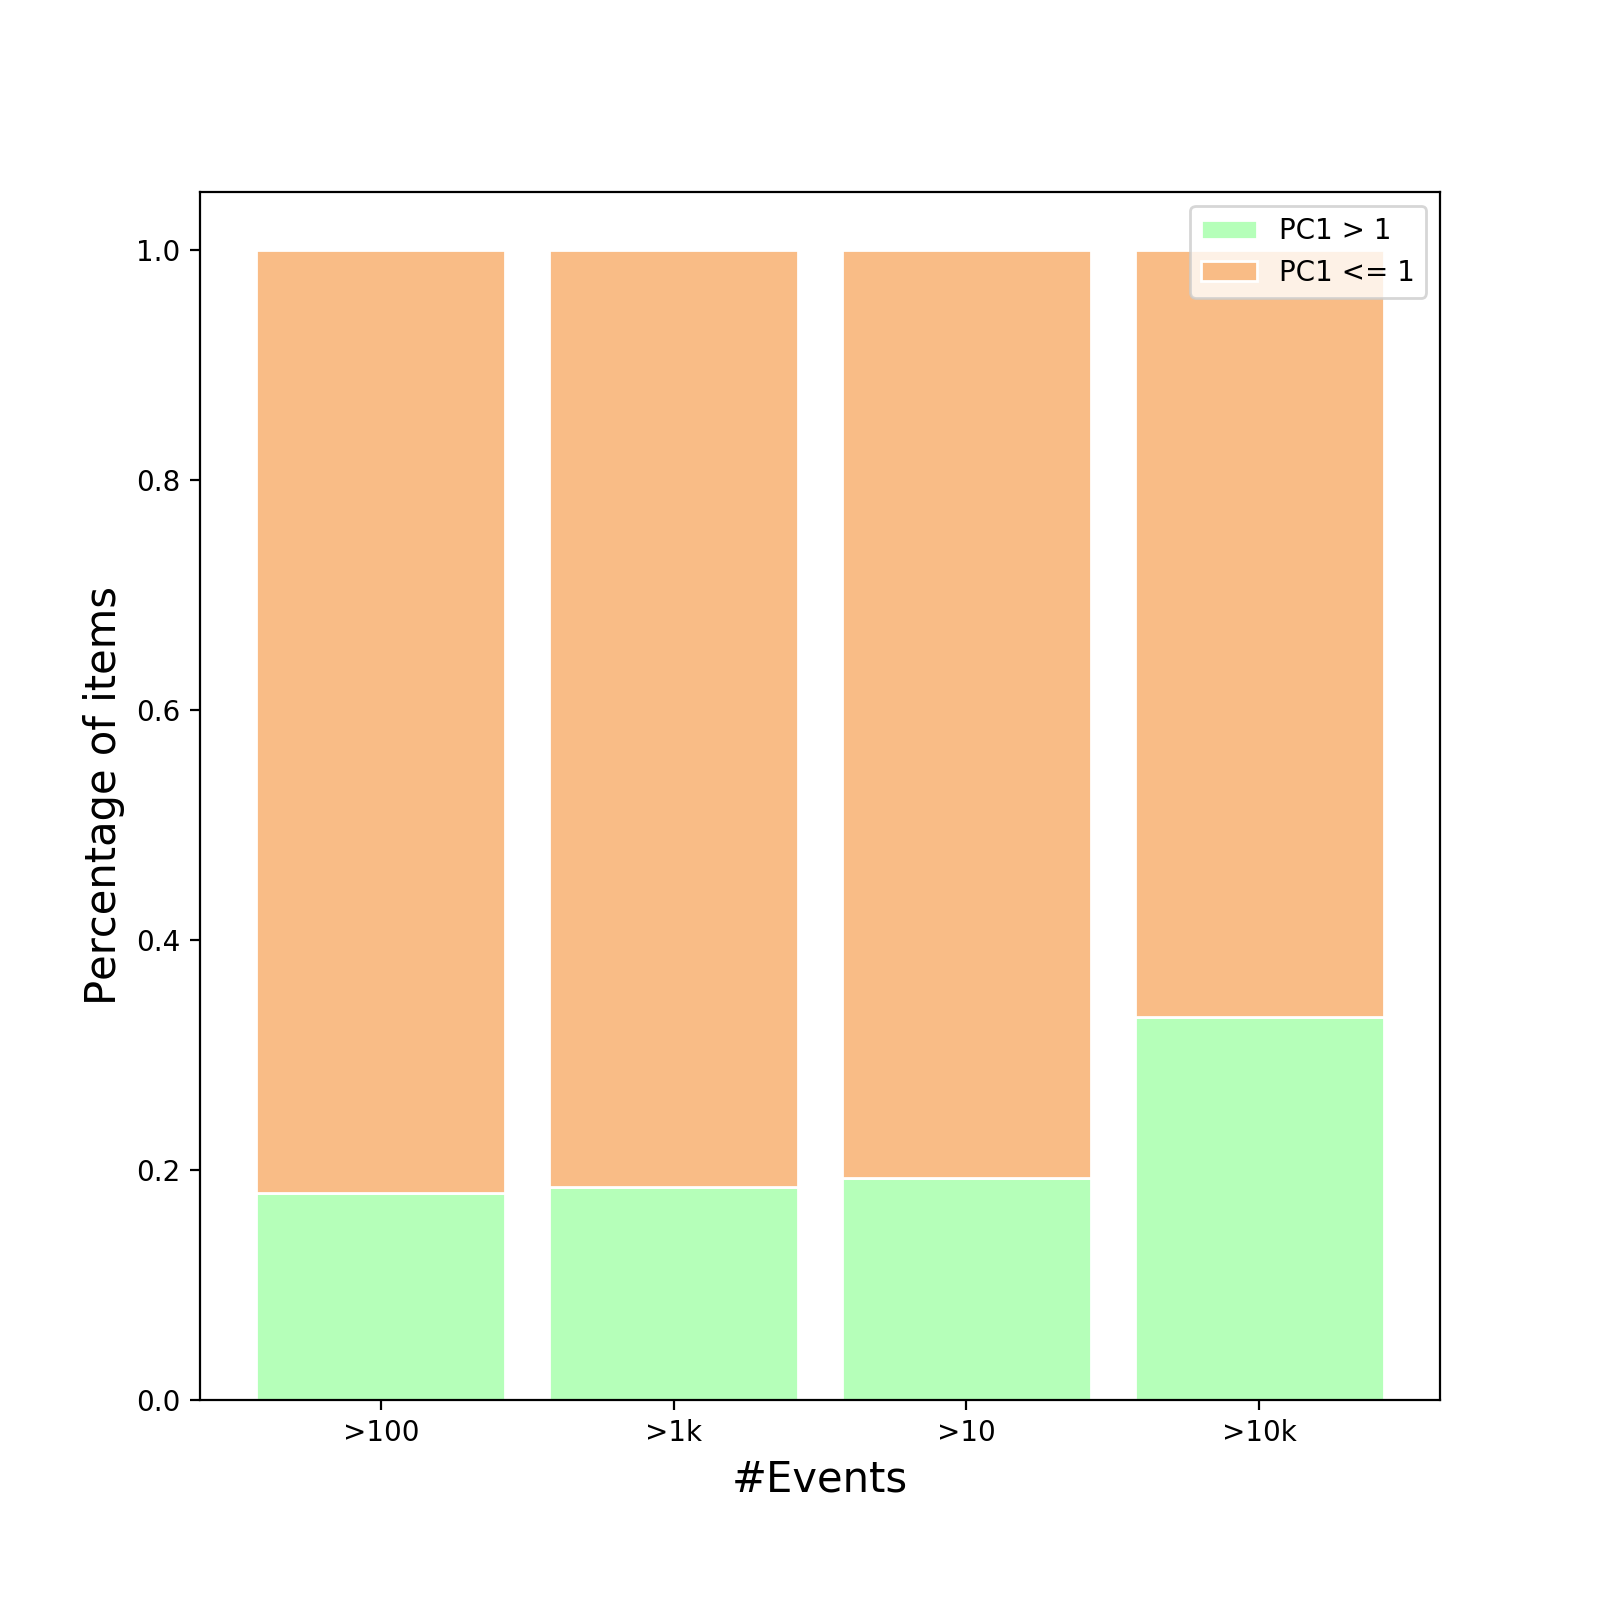 PC1 > 1
PC1 <= 1
1.0
0.8
0.6
0.4
0.2
0.0
Percentage of items
>100
>1k
>10
>10k
#Events